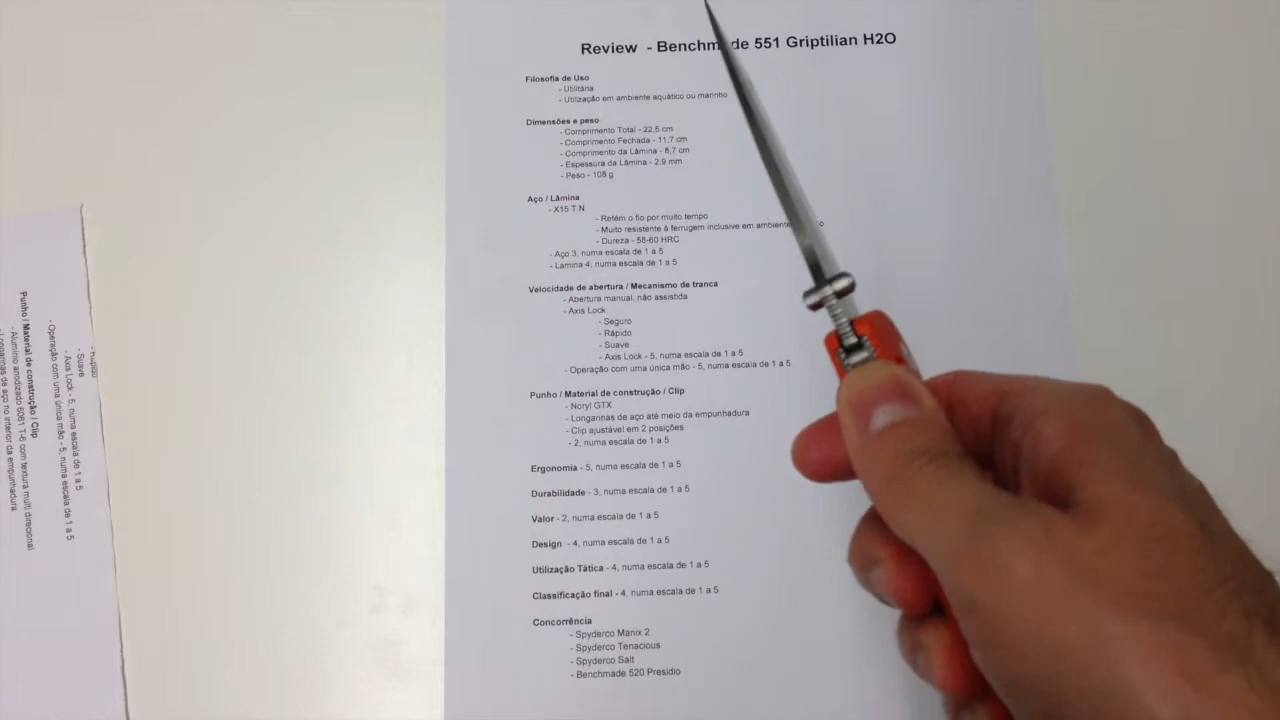 Review - Benchmade 551 Griptilian H2O
Filosofia de Uso
- Utilitária
- Utilização em ambiente aquático ou marinho
Dimensões e peso
- Comprimento Total - 22,5 cm
- Comprimento Fechada - 11,7 cm
- Comprimento da Lâmina - 8,7 cm
- Espessura da Lâmina - 2,9 mm
- Peso - 108 g
Aço / Lâmina
- X15 T N
- Retém o fio por muito tempo
- Muito resistente à ferrugem inclusive em ambiente
- Dureza - 58-60 HRC
- Aço 3, numa escala de 1 a 5
- Lamina 4, numa escala de 1 a 5
Velocidade de abertura / Mecanismo de tranca
- Abertura manual, não assistida
- Axis Lock
- Seguro
- Rápido
- Suave
- Axis Lock - 5, numa escala de 1 a 5
- Operação com uma única mão - 5, numa escala de 1 a 5
Punho / Material de construção / Clip
- Noryl GTX
- Longarinas de aço até meio da empunhadura
- Clip ajustável em 2 posições
- 2, numa escala de 1 a 5
Ergonomia - 5, numa escala de 1 a 5
Durabilidade - 3, numa escala de 1 a 5
Valor - 2, numa escala de 1 a 5
Design - 4, numa escala de 1 a 5
Utilização Tática - 4, numa escala de 1 a 5
Classificação final - 4, numa escala de 1 a 5
Concorrência
- Spyderco Manix 2
- Spyderco Tenacious
- Spyderco Salt
- Benchmade 520 Presidio
- Suave
- Axis Lock - 5, numa escala de 1 a 5
- Operação com uma única mão - 5, numa escala de 1 a 5
Punho / Material de construção / Clip
- Aluminio anodizado 6061 T-6 com textura multi direcional
de aço no interior da empunhadura